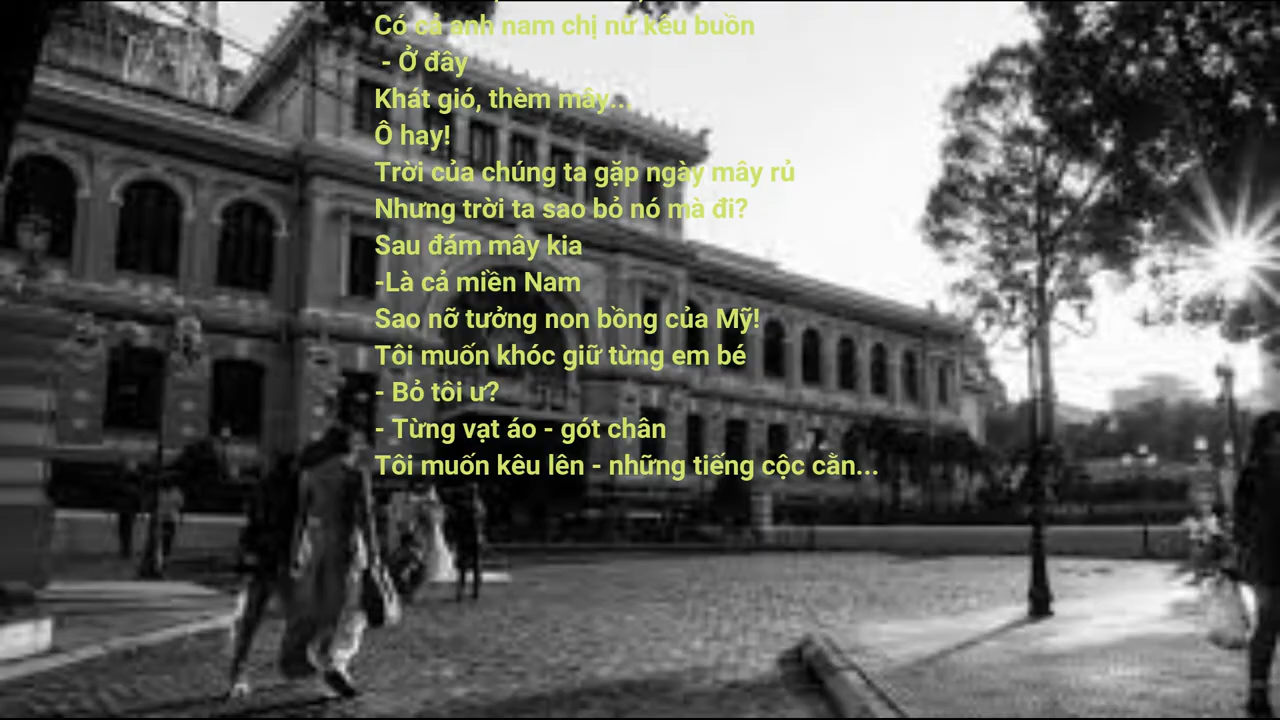 Có cả anh nam chị nữ kêu buồn
- Ở đây
Khát gió, thèm mây...
Ô hay!
Trời của chúng ta gặp ngày mây rủ
Nhưng trời ta sao bỏ nó mà đi?
Sau đám mây kia
-Là cả miền Nam
Sao nỡ tưởng non bồng của Mỹ!
Tôi muốn khóc giữ từng em bé
- Bỏ tôi ư?
- Từng vạt áo - gót chân
Tôi muốn kêu lên - những tiếng cộc cằn...